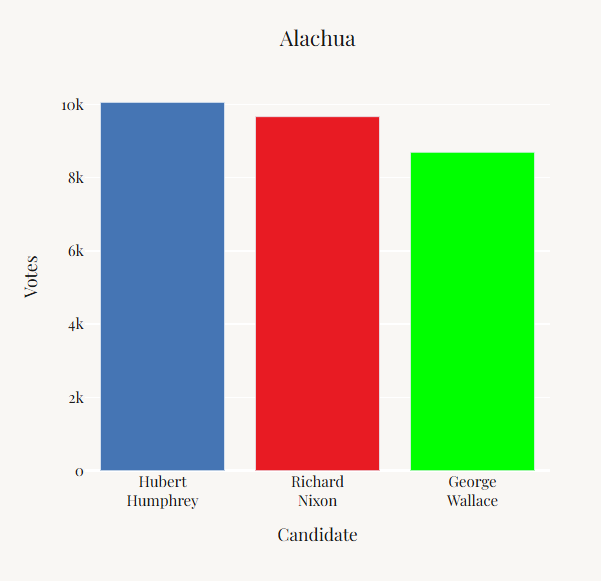 Alachua
10k
8k
6k
4k
2k
0
Votes
Hubert
Humphrey
Richard
Nixon
George
Wallace
Candidate